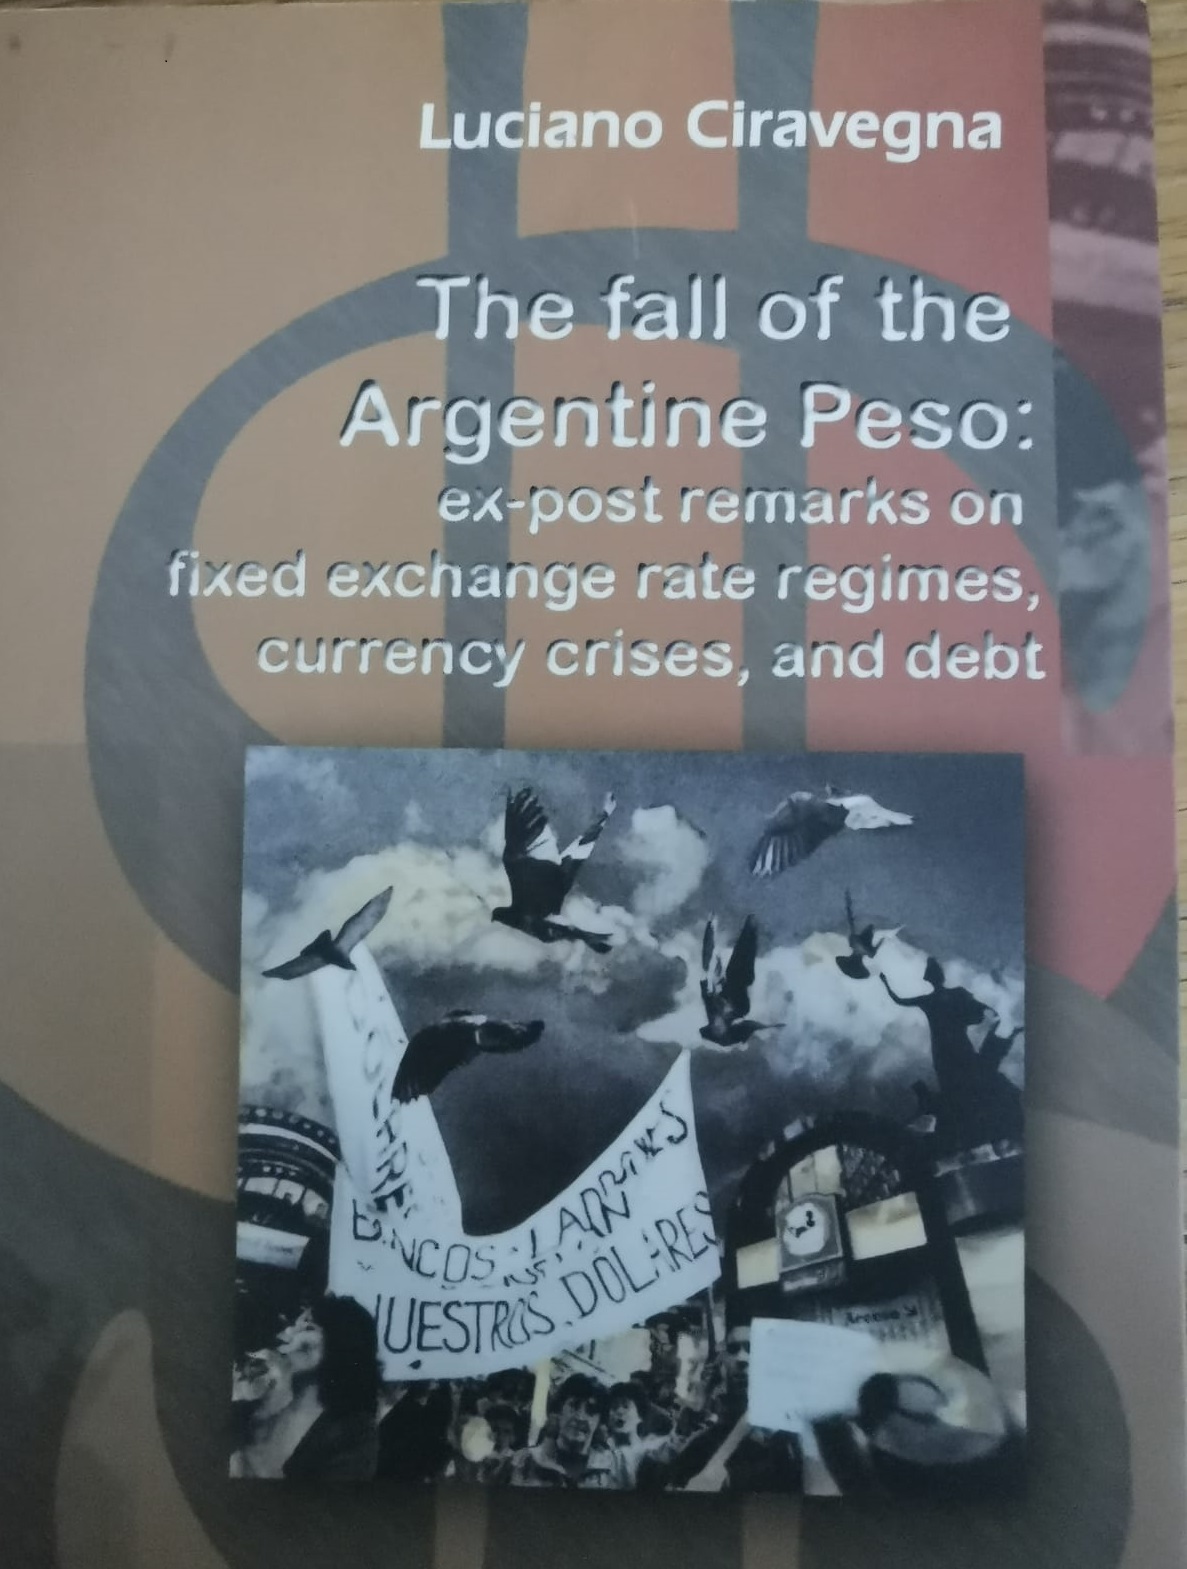 Luciano Ciravegna
The fall of the
Argentine Peso:
ex-post remarks on
fixed exchange rate regimes,
currency crises, and debt
NUESTROS DOLARES